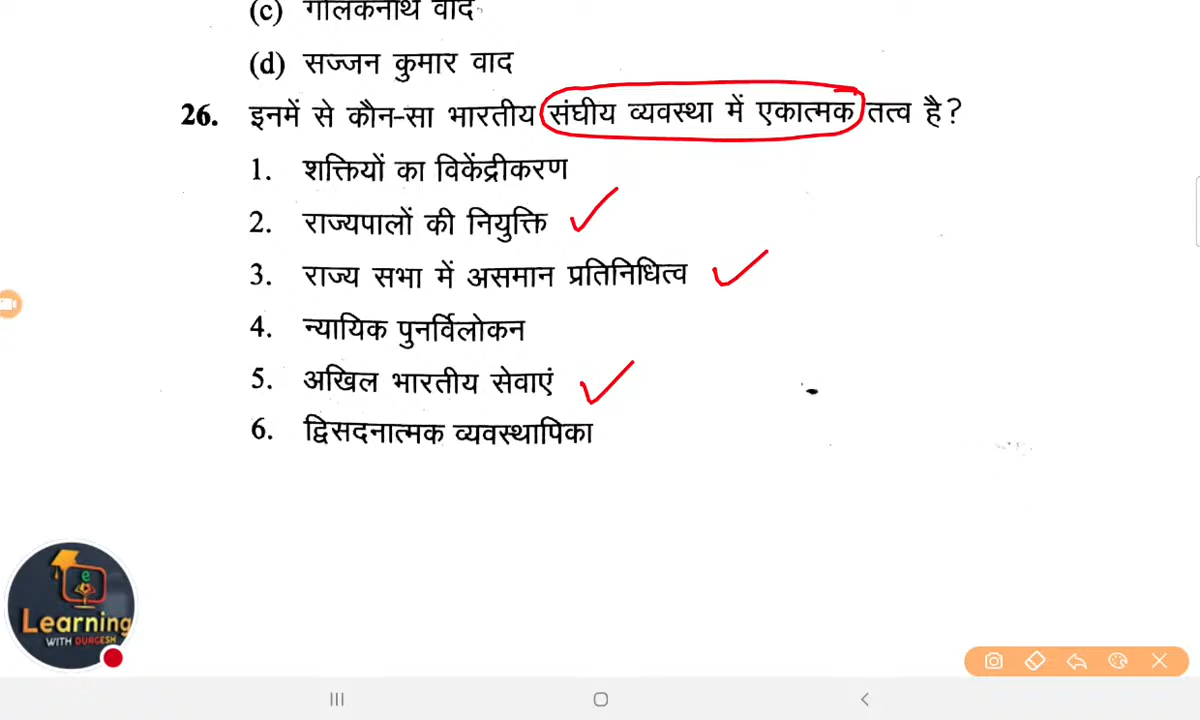 (c) गोलकनाथ वाद
(d) सज्जन कुमार वाद
26. इनमें से कौन-सा भारतीय संघीय व्यवस्था में एकात्मक तत्व है?
1. शक्तियों का विकेंद्रीकरण
2. राज्यपालों की नियुक्ति
3. राज्य सभा में असमान प्रतिनिधित्व
4. न्यायिक पुनर्विलोकन
5. अखिल भारतीय सेवाएं
6. द्विसदनात्मक व्यवस्थापिका
e
Learning
WITH DURGESH